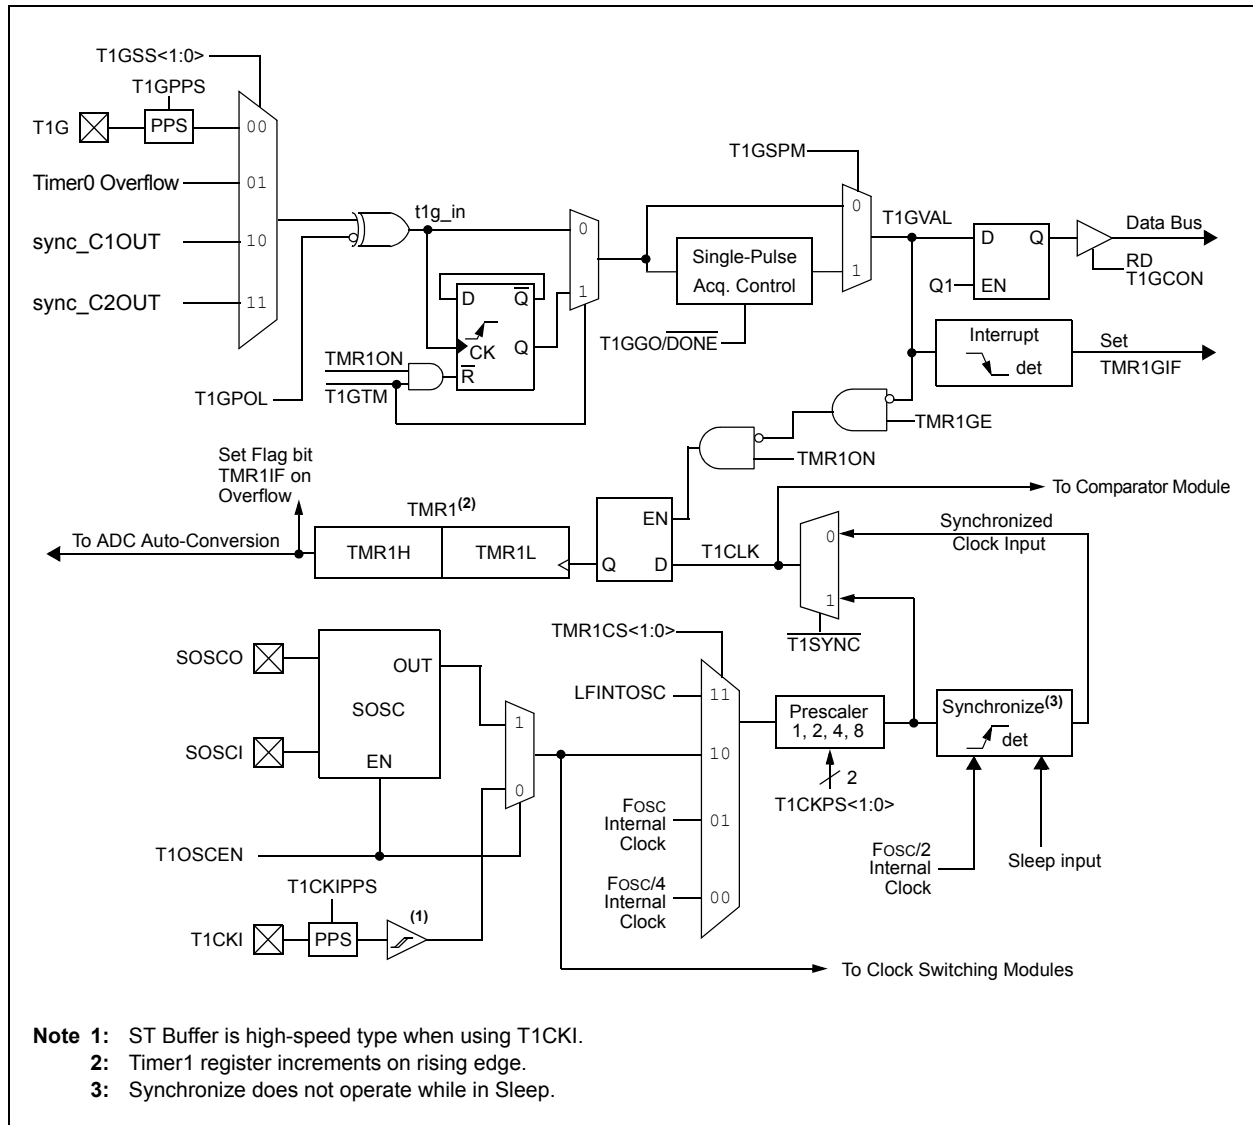 T1GSS<1:0>
T1GPPS
T1G
PPS
00
Timer0 Overflow
01
sync_C1OUT
10
sync_C2OUT
11
T1GPOL
t1g_in
D
Q
CK
Q
R
TMR1ON
T1GTM
0
1
T1GSPM
Single-Pulse
Acq. Control
T1GGO/DONE
0
1
T1GVAL
D
Q
Q1
EN
Data Bus
RD
T1GCON
Interrupt
det
Set
TMR1GIF
TMR1GE
TMR1ON
Set Flag bit
TMR1IF on
Overflow
To ADC Auto-Conversion
TMR1(2)
TMR1H
TMR1L
EN
Q
D
T1CLK
To Comparator Module
0
1
T1SYNC
Synchronized
Clock Input
SOSCO
SOSCI
OUT
SOSC
EN
T1OSCEN
1
0
T1CKIPPS
T1CKI
PPS
(1)
TMR1CS<1:0>
LFINTOSC
11
10
FOSC
Internal
Clock
01
FOSC/4
Internal
Clock
00
Prescaler
1, 2, 4, 8
2
T1CKPS<1:0>
Synchronize(3)
det
FOSC/2
Internal
Clock
Sleep input
To Clock Switching Modules
Note 1: ST Buffer is high-speed type when using T1CKI.
2: Timer1 register increments on rising edge.
3: Synchronize does not operate while in Sleep.